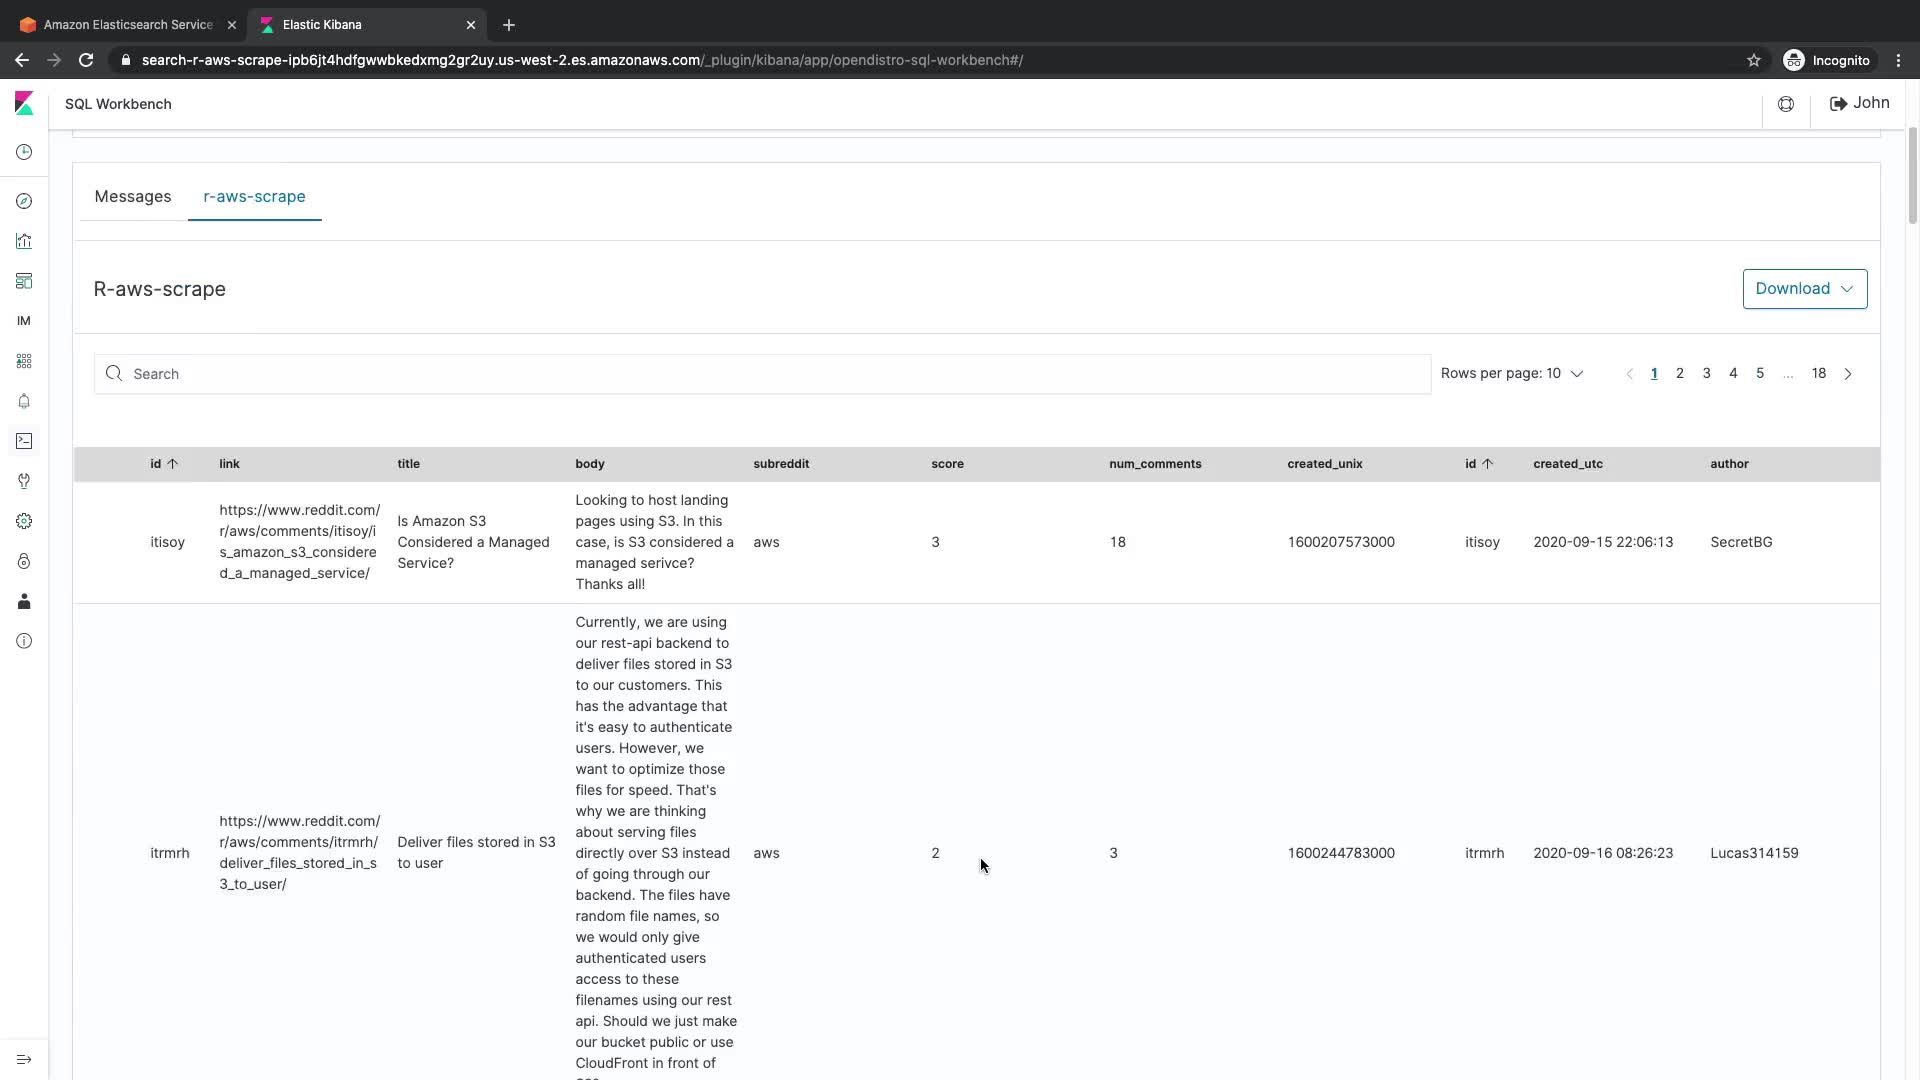 Amazon Elasticsearch Service
Elastic Kibana
search-r-aws-scrape-ipb6jt4hdfgwwbkedxmg2gr2uy.us-west-2.es.amazonaws.com/_plugin/kibana/app/opendistro-sql-workbench#/
Incognito
SQL Workbench
John
IM
Messages
r-aws-scrape
R-aws-scrape
Download
Search
Rows per page: 10
1 2 3 4 5 ... 18
id link title body subreddit score num_comments created_unix id created_utc author
itisoy
https://www.reddit.com/
r/aws/comments/itisoy/i
s_amazon_s3_considere
d_a_managed_service/
Is Amazon S3
Considered a Managed
Service?
Looking to host landing
pages using S3. In this
case, is S3 considered a
managed serivce?
Thanks all!
aws
3
18
1600207573000
itisoy
2020-09-15 22:06:13
SecretBG
itrmrh
https://www.reddit.com/
r/aws/comments/itrmrh/
deliver_files_stored_in_s
3_to_user/
Deliver files stored in S3
to user
Currently, we are using
our rest-api backend to
deliver files stored in S3
to our customers. This
has the advantage that
it's easy to authenticate
users. However, we
want to optimize those
files for speed. That's
why we are thinking
about serving files
directly over S3 instead
of going through our
backend. The files have
random file names, so
we would only give
authenticated users
access to these
filenames using our rest
api. Should we just make
our bucket public or use
CloudFront in front of
aws
2
3
1600244783000
itrmrh
2020-09-16 08:26:23
Lucas314159